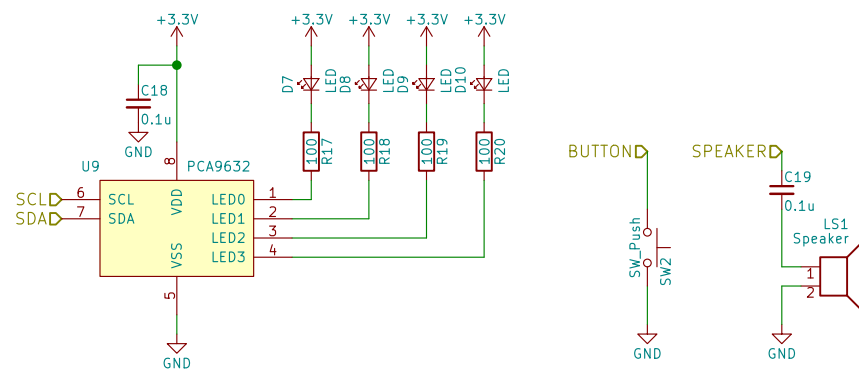 +3.3V
+3.3V
+3.3V
+3.3V
+3.3V
D7
LED
D8
LED
D9
LED
D10
LED
C18
0.1u
GND
100
R17
100
R18
100
R19
100
R20
U9
PCA9632
8
VDD
SCL
6
SCL
SDA
7
SDA
LED0
1
LED1
2
LED2
3
LED3
4
VSS
5
GND
BUTTON
SW_Push
SW2
GND
SPEAKER
C19
0.1u
LS1
Speaker
1
2
GND